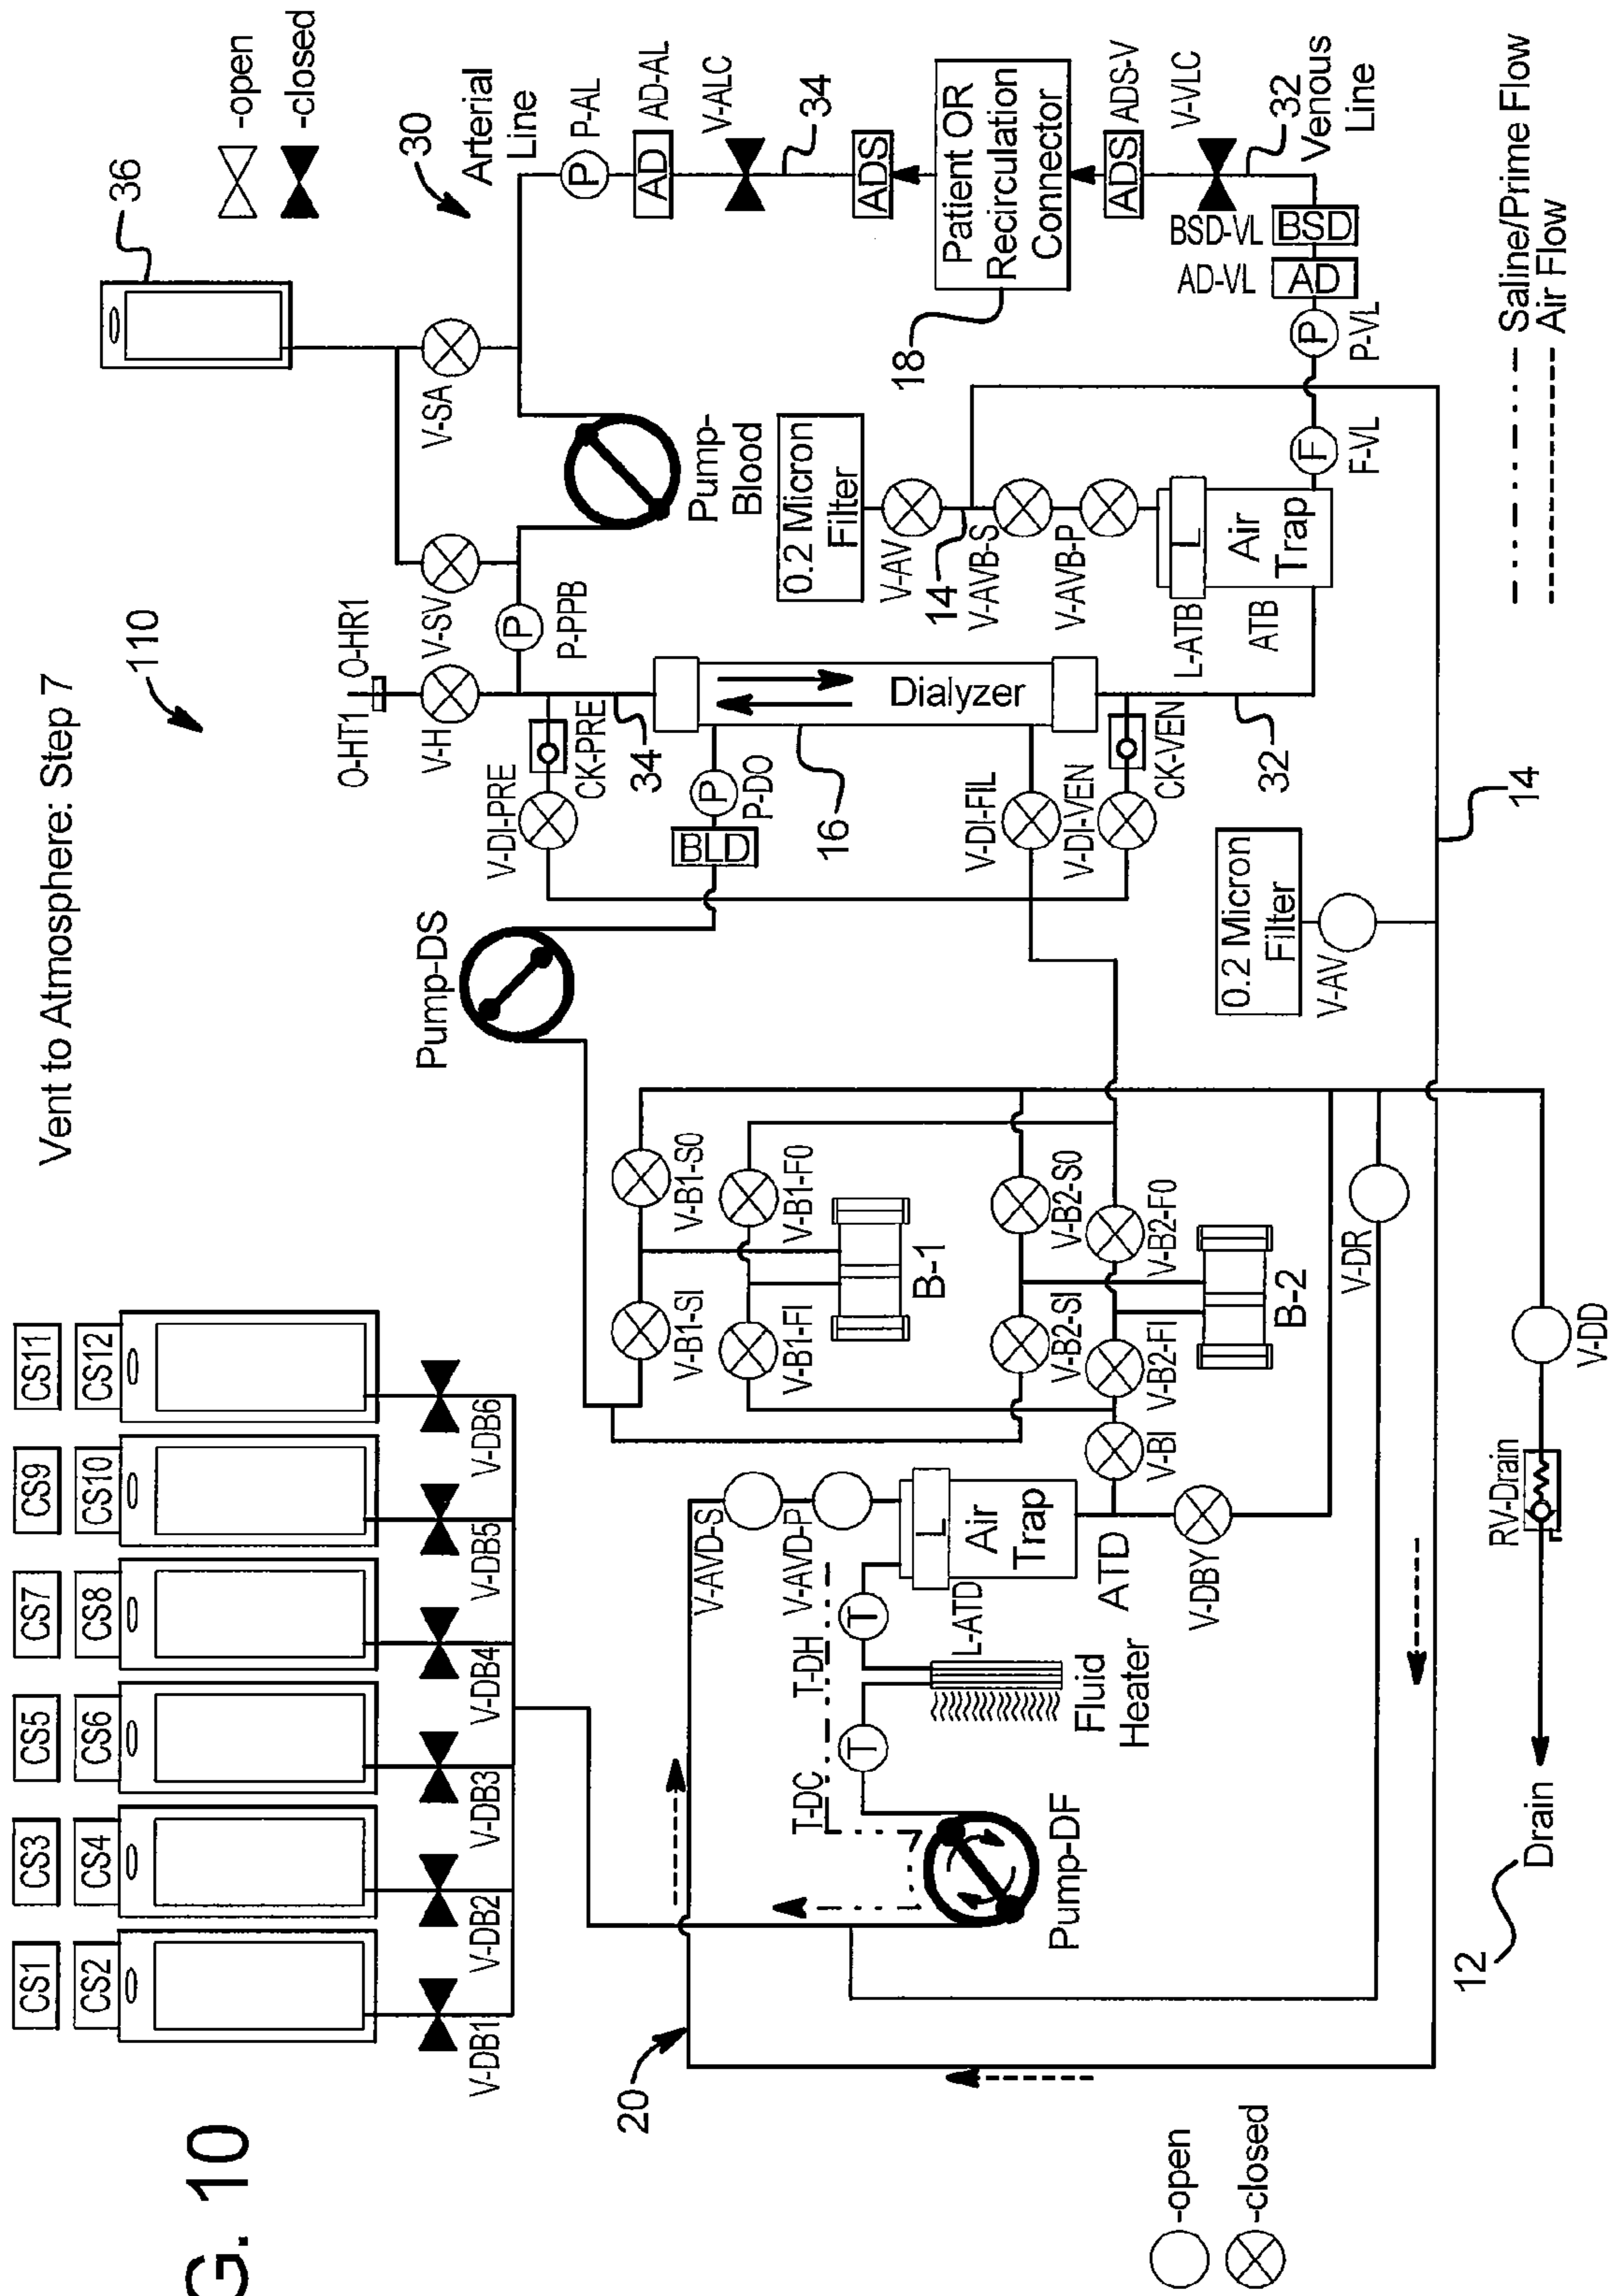 G. 10
Vent to Atmosphere: Step 7
110
CS1
CS2
CS3
CS4
CS5
CS6
CS7
CS8
CS9
CS10
CS11
CS12
V-DB1
V-DB2
V-DB3
V-DB4
V-DB5
V-DB6
36
-open
-closed
30
Arterial
Line
P
P-AL
AD
AD-AL
V-ALC
34
ADS
Patient OR
Recirculation
Connector
18
ADS
ADS-V
V-VLC
32
Venous
Line
BSD-VL
BSD
AD-VL
AD
P
P-VL
F
F-VL
V-SA
V-SV
Pump-
Blood
O-HT1
O-HR1
V-H
P
P-PPB
CK-PRE
V-DI-PRE
34
Dialyzer
16
P
P-DO
BLD
V-DI-FIL
V-DI-VEN
CK-VEN
32
0.2 Micron
Filter
V-AV
14
V-AVB-S
V-AVB-P
L-ATB
L
Air
Trap
ATB
0.2 Micron
Filter
V-AV
14
Pump-DS
V-B1-SI
V-B1-S0
V-B1-FI
V-B1-F0
B-1
V-B2-SI
V-B2-S0
V-B2-FI
V-B2-F0
B-2
V-BI
V-DBY
V-DR
V-DD
RV-Drain
Drain
12
V-AVD-S
V-AVD-P
L
Air
Trap
L-ATD
ATD
T
T-DH
T
T-DC
Fluid
Heater
Pump-DF
20
-open
-closed
Saline/Prime Flow
Air Flow